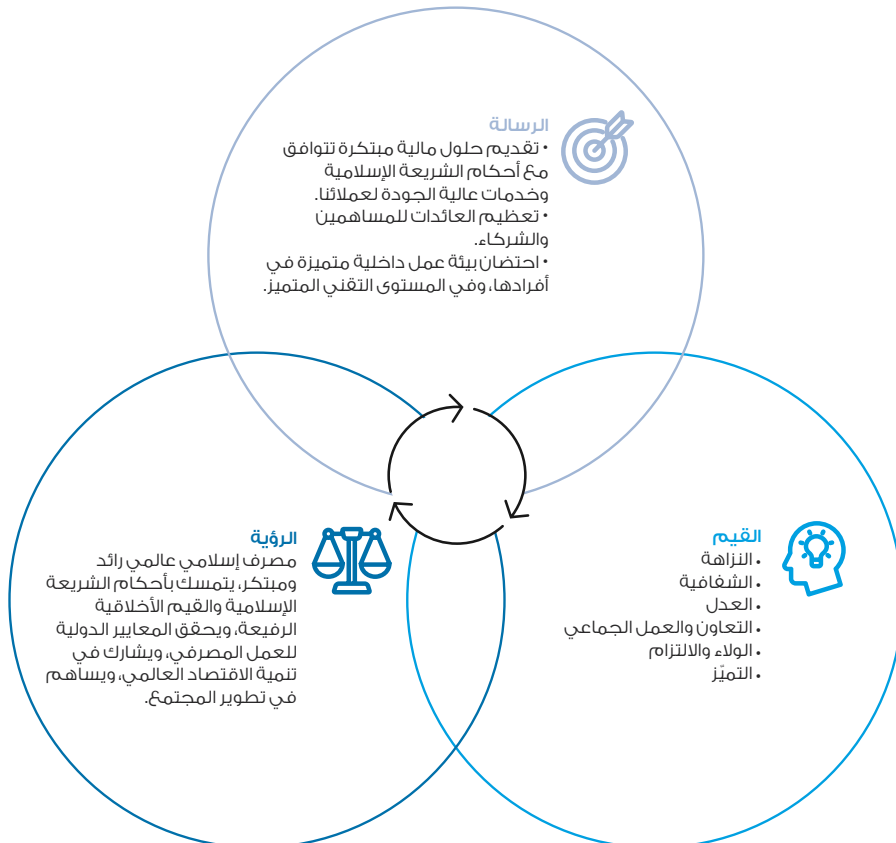 الرسالة
• تقديم حلول مالية مبتكرة تتوافق
مع أحكام الشريعة الإسلامية
وخدمات عالية الجودة لعملائنا.
• تعظيم العائدات للمساهمين
والشركاء.
• احتضان بيئة عمل داخلية متميزة في
أفرادها، وفي المستوى التقني المتميز.
القيم
• النزاهة
• الشفافية
• العدل
• التعاون والعمل الجماعي
• الولاء والالتزام
• التميّز
الرؤية
مصرف إسلامي عالمي رائد
ومبتكر، يتمسك بأحكام الشريعة
الإسلامية والقيم الأخلاقية
الرفيعة، ويحقق المعايير الدولية
للعمل المصرفي، ويشارك في
تنمية الاقتصاد العالمي، ويساهم
في تطوير المجتمع.